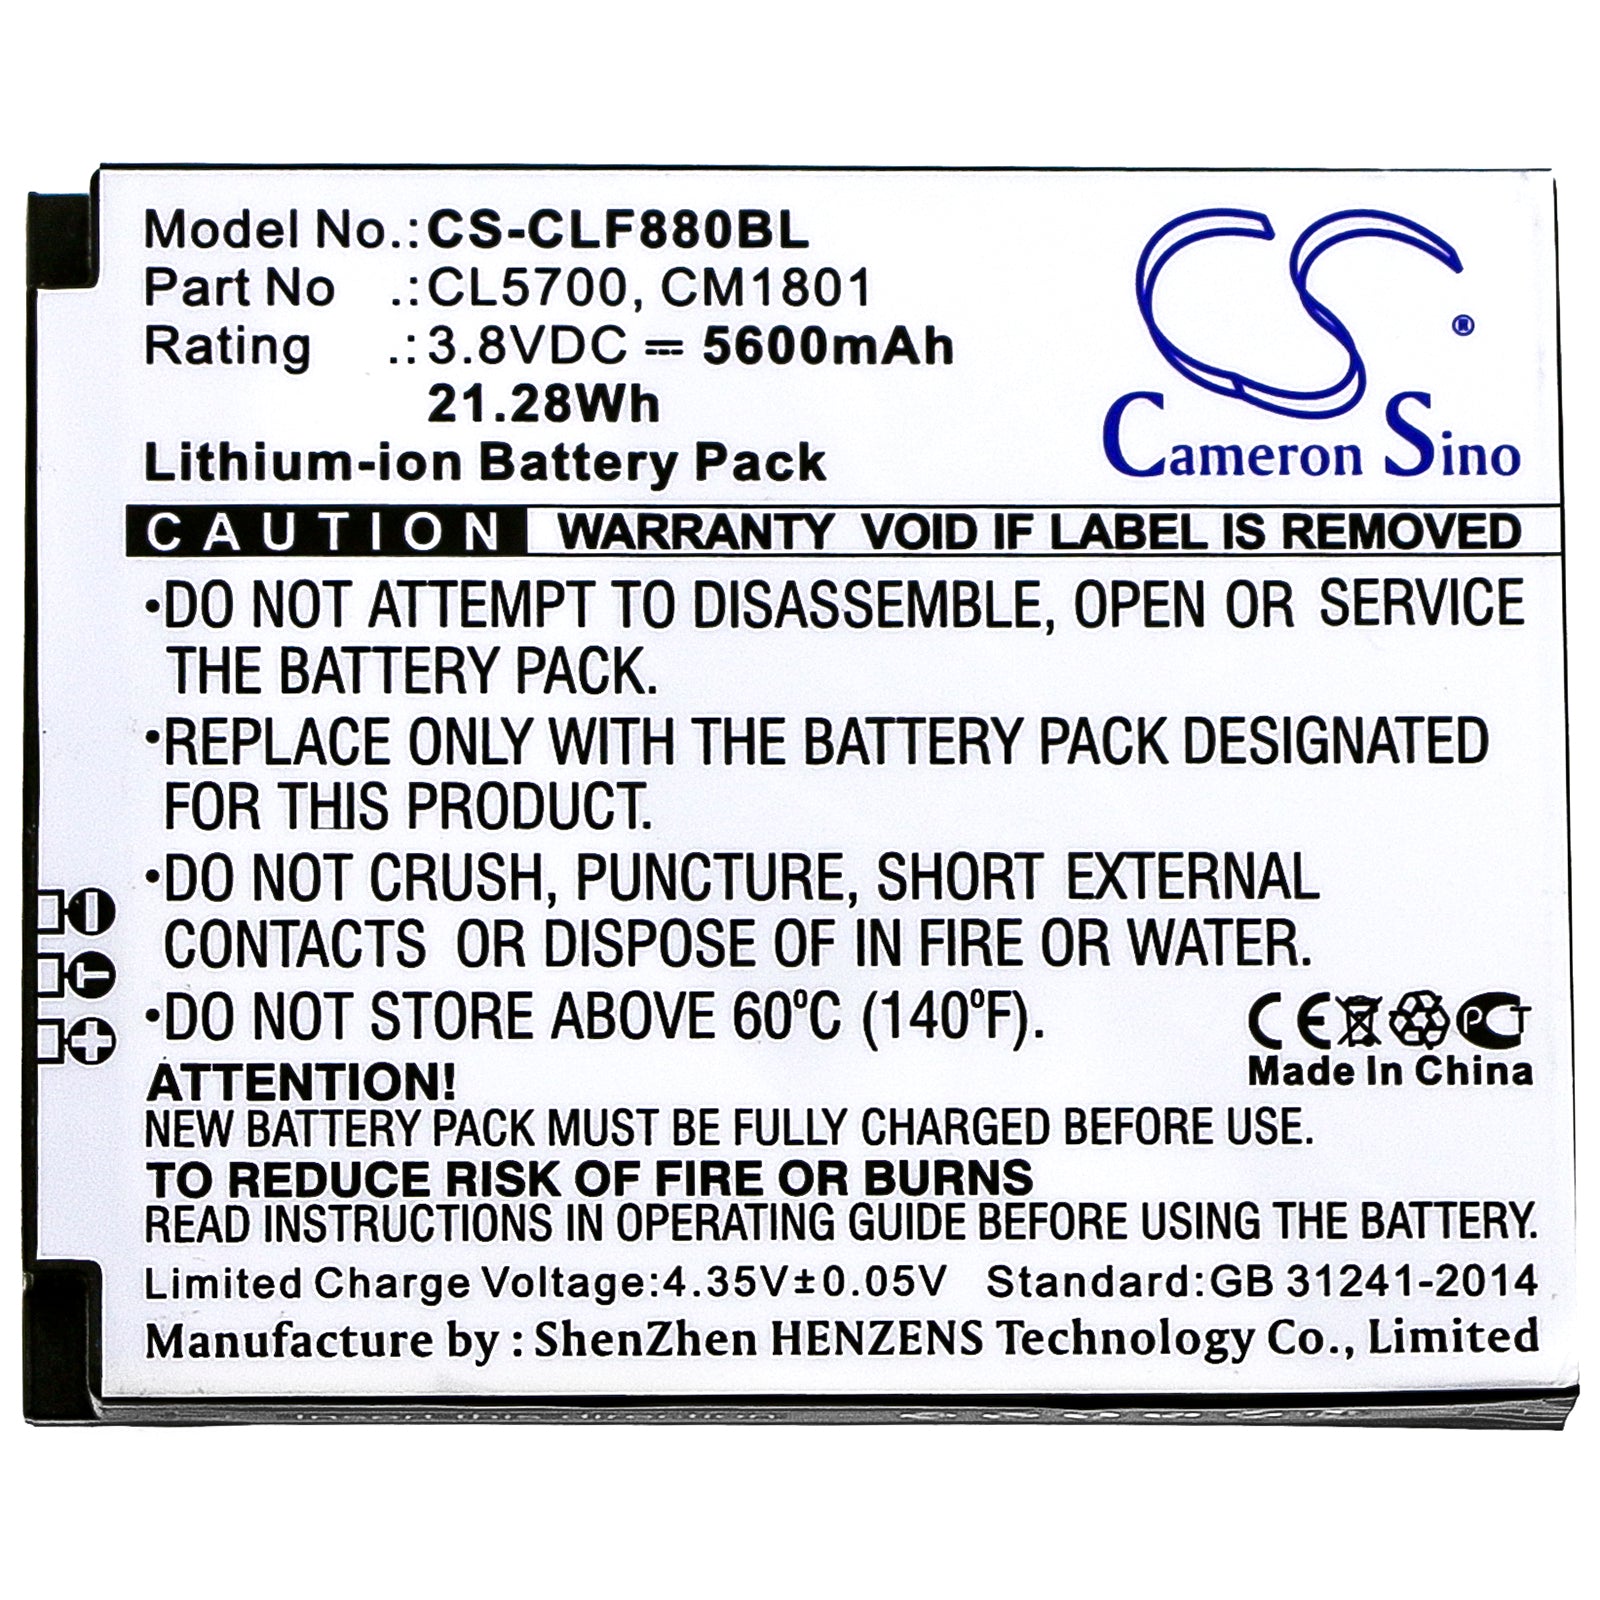 Model No.:CS-CLF880BL
Part No .:CL5700, CM1801
Rating .:3.8VDC ⎓ 5600mAh
21.28Wh
Lithium-ion Battery Pack
CS
®
Cameron Sino
CAUTION WARRANTY VOID IF LABEL IS REMOVED
•DO NOT ATTEMPT TO DISASSEMBLE, OPEN OR SERVICE
THE BATTERY PACK.
•REPLACE ONLY WITH THE BATTERY PACK DESIGNATED
FOR THIS PRODUCT.
•DO NOT CRUSH, PUNCTURE, SHORT EXTERNAL
CONTACTS OR DISPOSE OF IN FIRE OR WATER.
•DO NOT STORE ABOVE 60ºC (140ºF).
CE PCT
Made In China
- T +
ATTENTION!
NEW BATTERY PACK MUST BE FULLY CHARGED BEFORE USE.
TO REDUCE RISK OF FIRE OR BURNS
READ INSTRUCTIONS IN OPERATING GUIDE BEFORE USING THE BATTERY.
Limited Charge Voltage:4.35V±0.05V Standard:GB 31241-2014
Manufacture by : ShenZhen HENZENS Technology Co., Limited